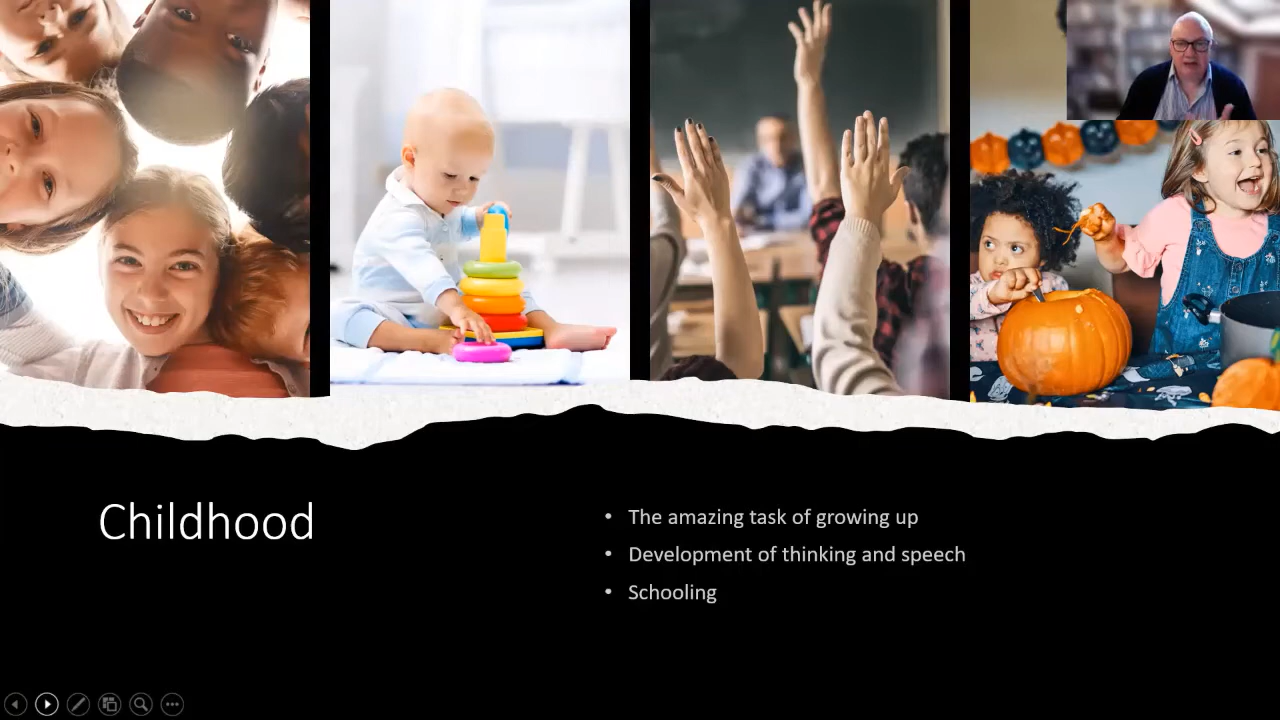 Childhood
• The amazing task of growing up
• Development of thinking and speech
• Schooling